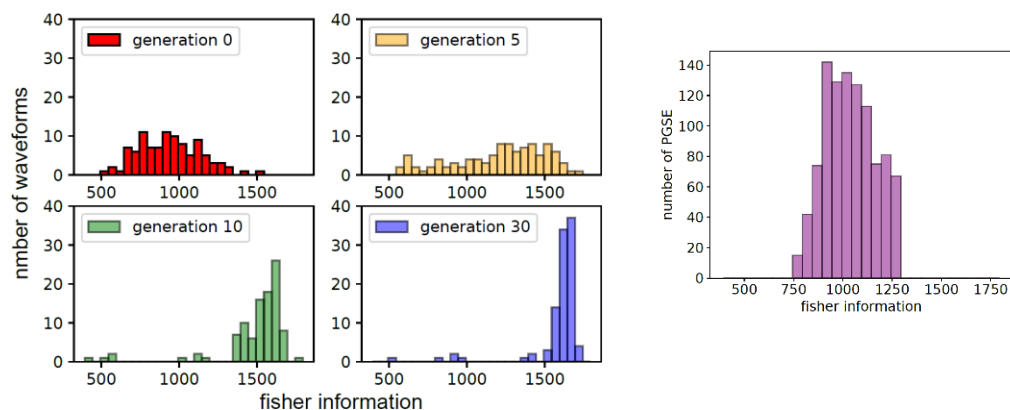 nmber of waveforms
40
30
20
10
0
generation 0
500 1000 1500
40
30
20
10
0
generation 5
500 1000 1500
40
30
20
10
0
generation 10
500 1000 1500
40
30
20
10
0
generation 30
500 1000 1500
fisher information
number of PGSE
140
120
100
80
60
40
20
0
500 750 1000 1250 1500 1750
fisher information